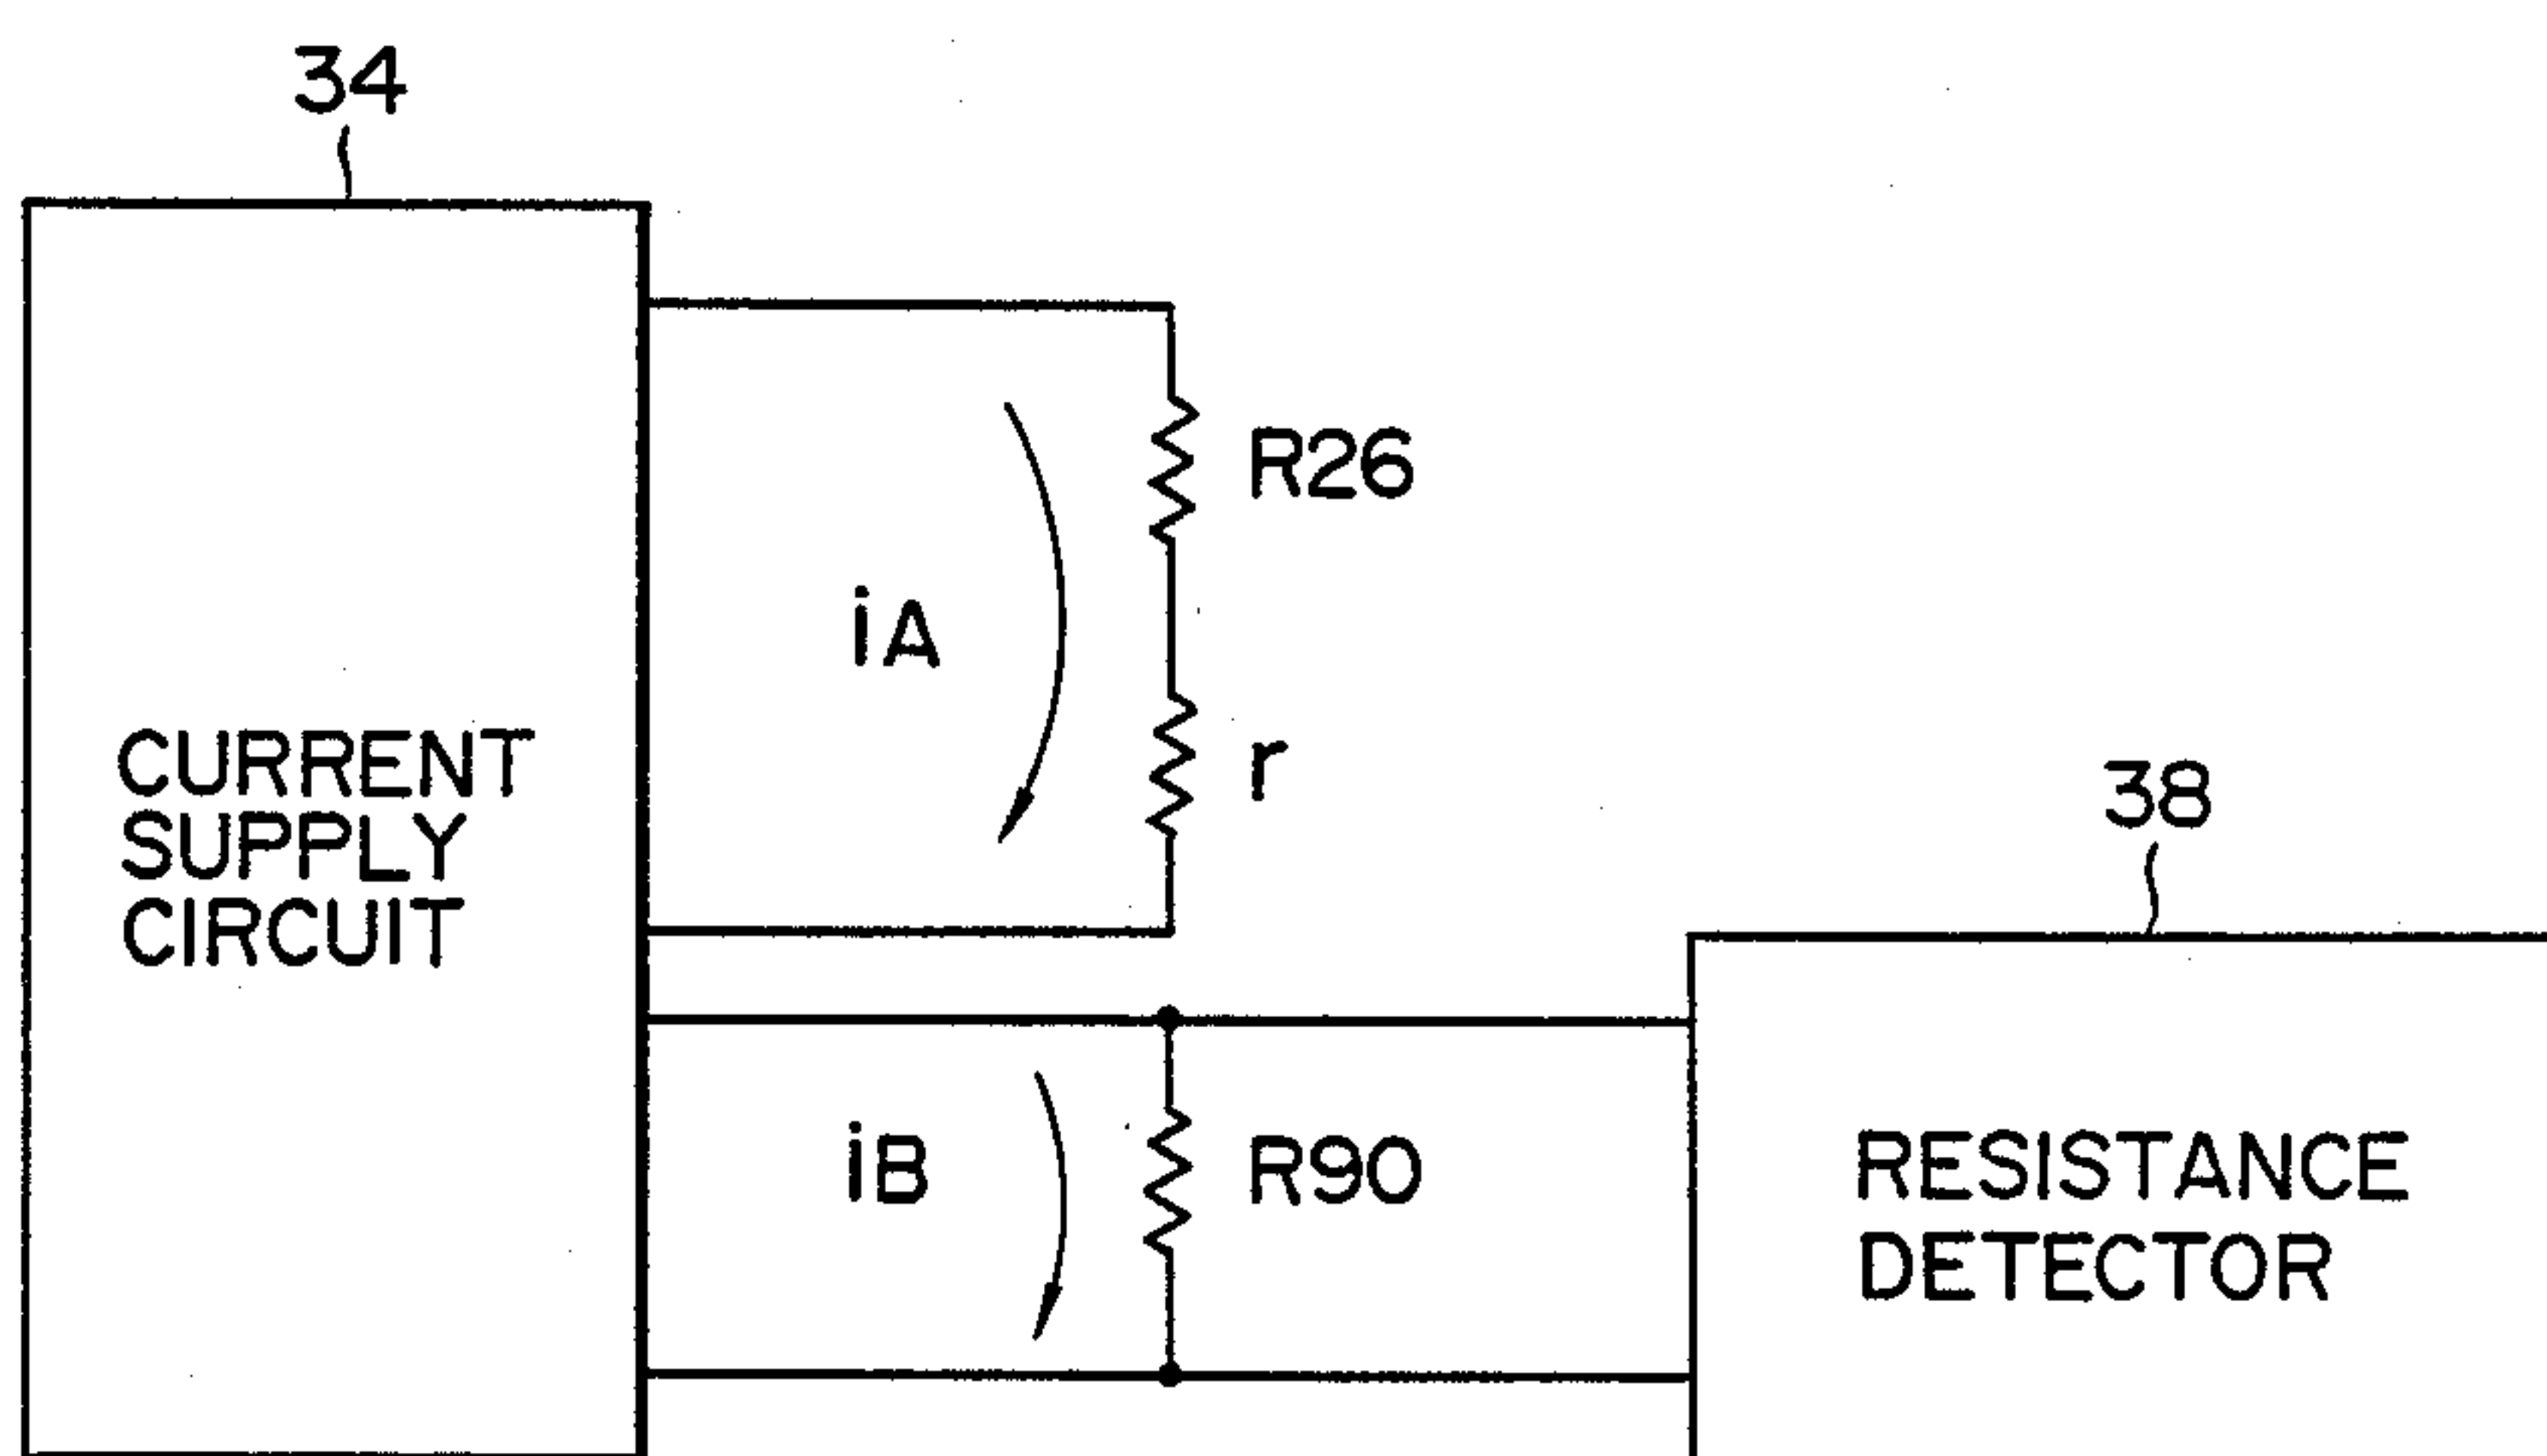 34
R26
iA
r
CURRENT
SUPPLY
CIRCUIT
38
iB
R90
RESISTANCE
DETECTOR